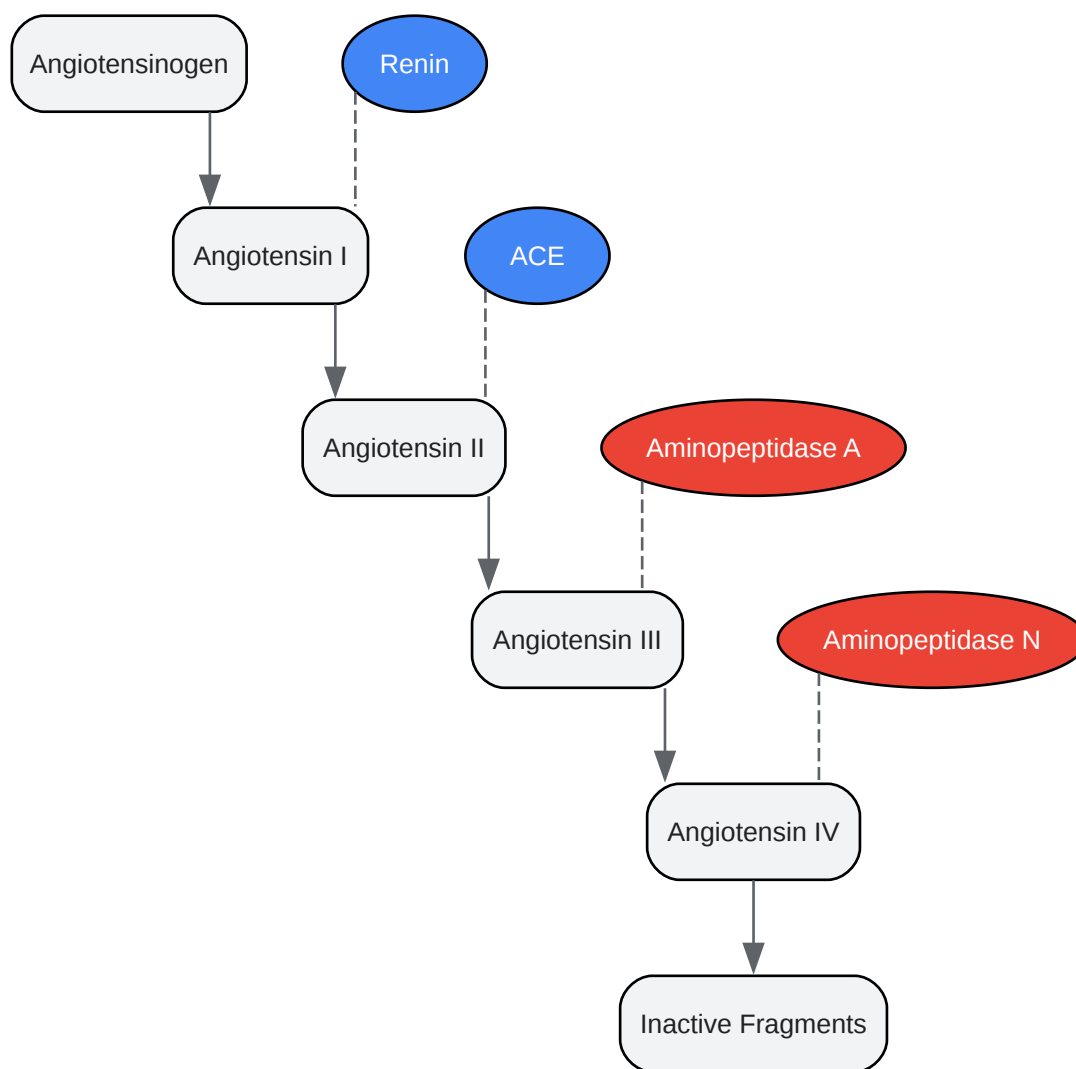 Angiotensinogen
Renin
Angiotensin I
ACE
Angiotensin II
Aminopeptidase A
Angiotensin III
Aminopeptidase N
Angiotensin IV
Inactive Fragments